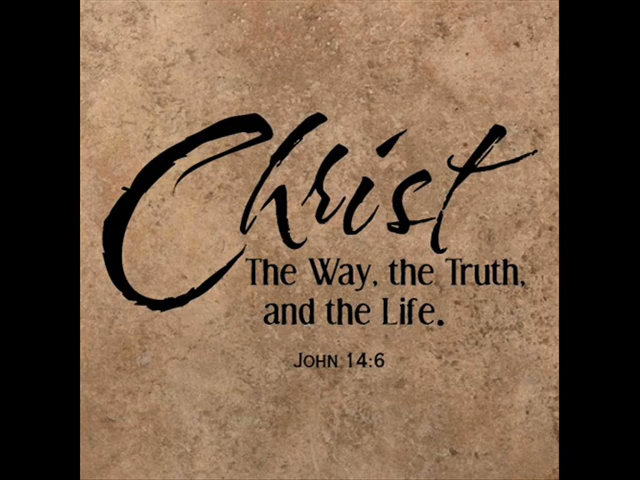 Christ
The Way, the Truth,
and the Life.
John 14:6